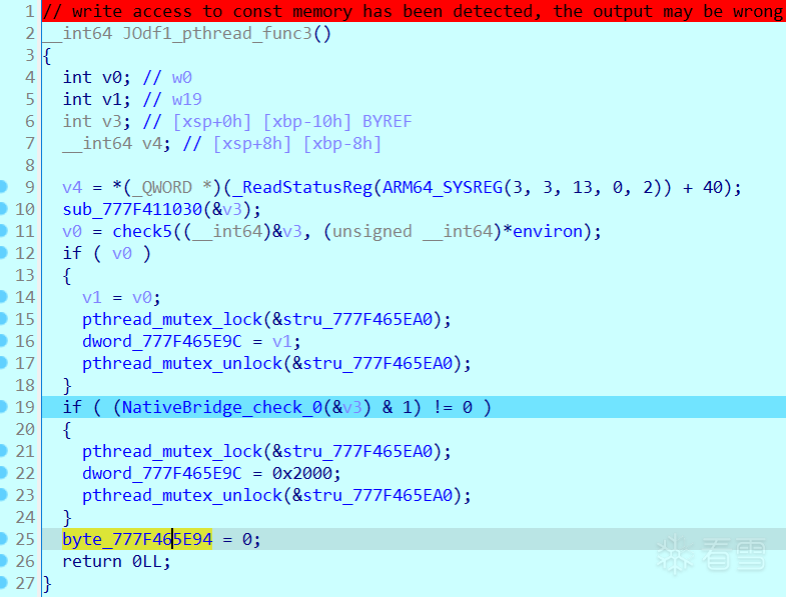 1 // write access to const memory has been detected, the output may be wrong
2 __int64 JOdf1_pthread_func3()
3 {
4 int v0; // w0
5 int v1; // w19
6 int v3; // [xsp+0h] [xbp-10h] BYREF
7 __int64 v4; // [xsp+8h] [xbp-8h]
8
9 v4 = *(_QWORD *)(_ReadStatusReg(ARM64_SYSREG(3, 3, 13, 0, 2)) + 40);
10 sub_777F411030(&v3);
11 v0 = check5((__int64)&v3, (unsigned __int64)*environ);
12 if ( v0 )
13 {
14 v1 = v0;
15 pthread_mutex_lock(&stru_777F465EA0);
16 dword_777F465E9C = v1;
17 pthread_mutex_unlock(&stru_777F465EA0);
18 }
19 if ( (NativeBridge_check_0(&v3) & 1) != 0 )
20 {
21 pthread_mutex_lock(&stru_777F465EA0);
22 dword_777F465E9C = 0x2000;
23 pthread_mutex_unlock(&stru_777F465EA0);
24 }
25 byte_777F465E94 = 0;
26 return 0LL;
27 }
看雪